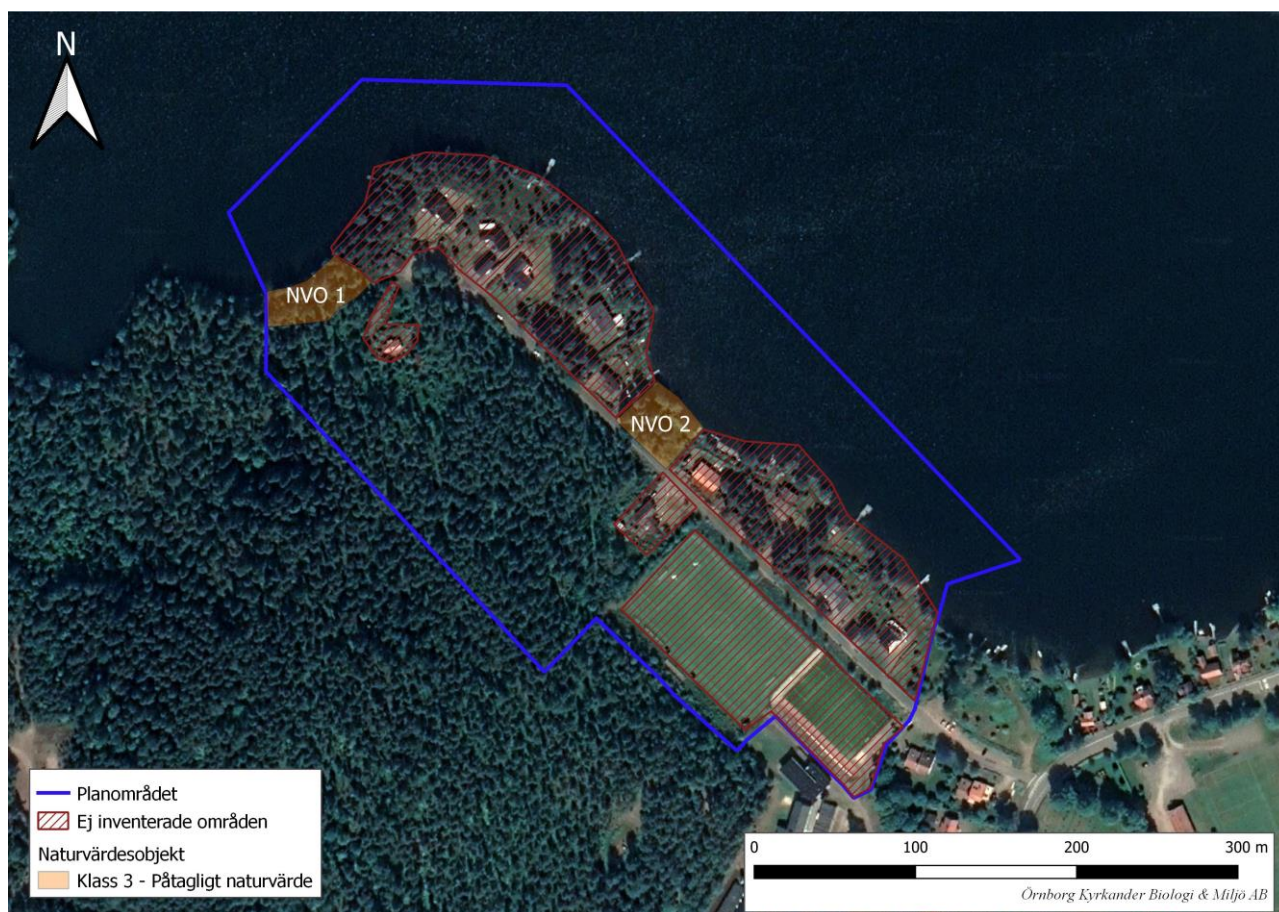 N
NVO 1
NVO 2
Planområdet
Ej inventerade områden
Naturvärdesobjekt
Klass 3 - Påtagligt naturvärde
0 100 200 300 m
Örnborg Kyrkander Biologi & Miljö AB